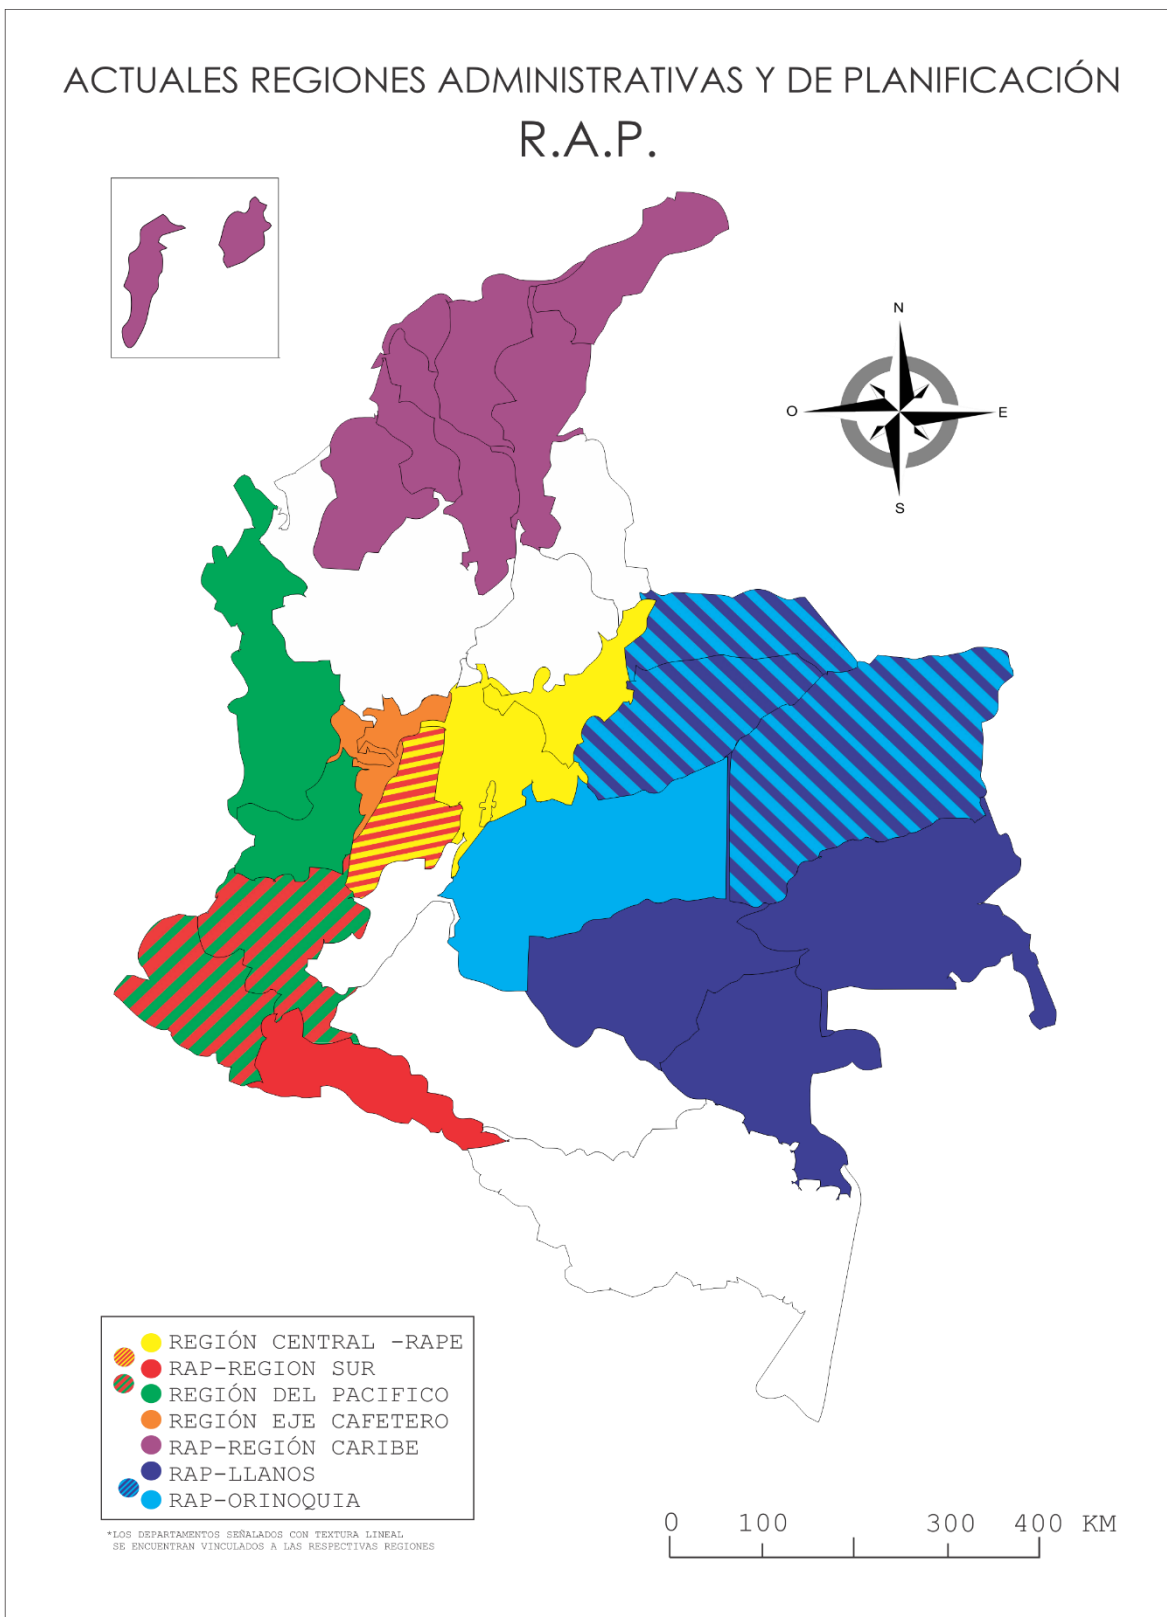 ACTUALES REGIONES ADMINISTRATIVAS Y DE PLANIFICACIÓN
R.A.P.
N
O
E
S
REGIÓN CENTRAL -RAPE
RAP-REGION SUR
REGIÓN DEL PACIFICO
REGIÓN EJE CAFETERO
RAP-REGIÓN CARIBE
RAP-LLANOS
RAP-ORINOQUIA
*LOS DEPARTAMENTOS SEÑALADOS CON TEXTURA LINEAL
SE ENCUENTRAN VINCULADOS A LAS RESPECTIVAS REGIONES
0 100 300 400 KM